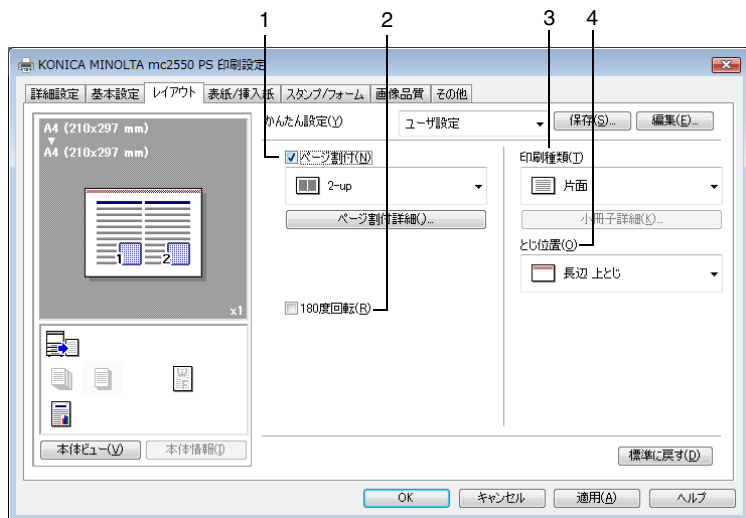 1 2 3 4
KONICA MINOLTA mc2550 PS 印刷設定
詳細設定 基本設定 レイアウト 表紙/挿入紙 スタンプ/フォーム 画像品質 その他
A4 (210x297 mm)
A4 (210x297 mm)
1 2
x1
本体ビュー(V) 本体情報(I)
かんたん設定(Y) ユーザ設定 保存(S)... 編集(E)...
ページ割付(N)
2-up
ページ割付詳細(,)...
180度回転(R)
印刷種類(T)
片面
小冊子詳細(K)...
とじ位置(O)
長辺 上とじ
標準に戻す(D)
OK キャンセル 適用(A) ヘルプ